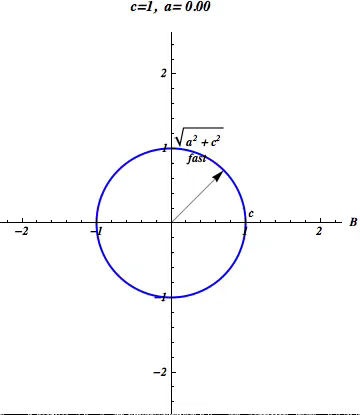 c=1, a= 0.00
2
√a² + c²
1
fast
c
−2
−1
1
2
B
−1
−2